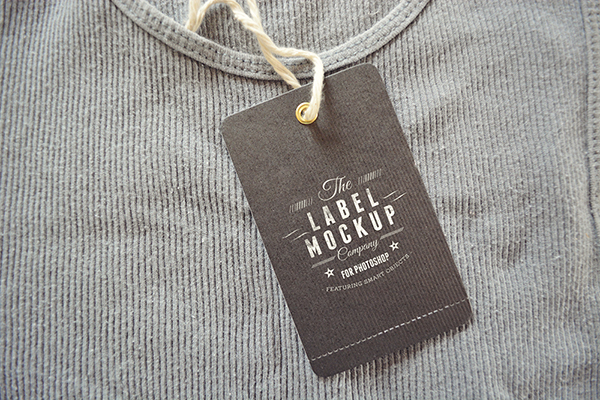 The
LABEL
MOCKUP
Company
FOR PHOTOSHOP
- FEATURING SMART OBJECTS -